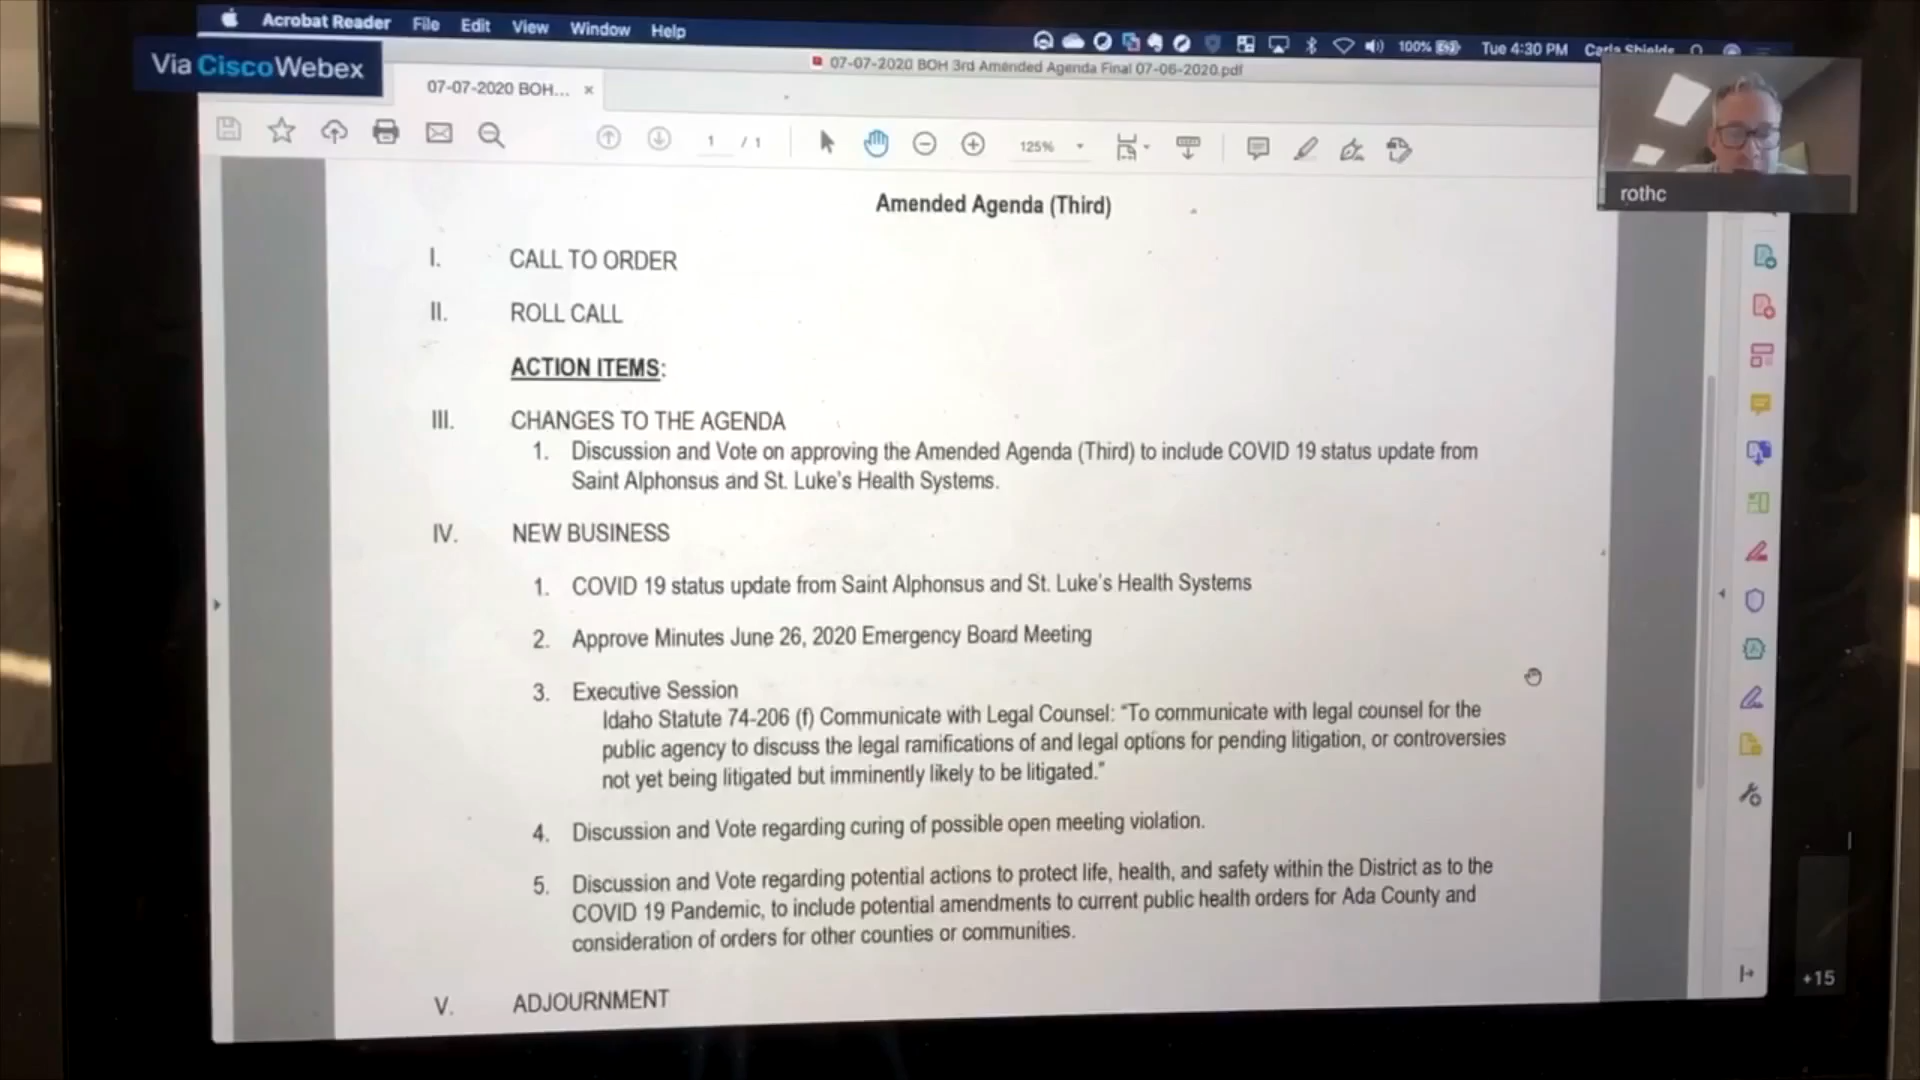 Acrobat Reader File Edit View Window Help
100% Tue 4:30 PM Carla Shields
Via CiscoWebex
07-07-2020 BOH 3rd Amended Agenda Final 07-06-2020.pdf
07-07-2020 BOH... ×
1 / 1
125%
rothc
Amended Agenda (Third)
I. CALL TO ORDER
II. ROLL CALL
ACTION ITEMS:
III. CHANGES TO THE AGENDA
1. Discussion and Vote on approving the Amended Agenda (Third) to include COVID 19 status update from
Saint Alphonsus and St. Luke's Health Systems.
IV. NEW BUSINESS
1. COVID 19 status update from Saint Alphonsus and St. Luke's Health Systems
2. Approve Minutes June 26, 2020 Emergency Board Meeting
3. Executive Session
Idaho Statute 74-206 (f) Communicate with Legal Counsel: "To communicate with legal counsel for the
public agency to discuss the legal ramifications of and legal options for pending litigation, or controversies
not yet being litigated but imminently likely to be litigated."
4. Discussion and Vote regarding curing of possible open meeting violation.
5. Discussion and Vote regarding potential actions to protect life, health, and safety within the District as to the
COVID 19 Pandemic, to include potential amendments to current public health orders for Ada County and
consideration of orders for other counties or communities.
V. ADJOURNMENT
+15